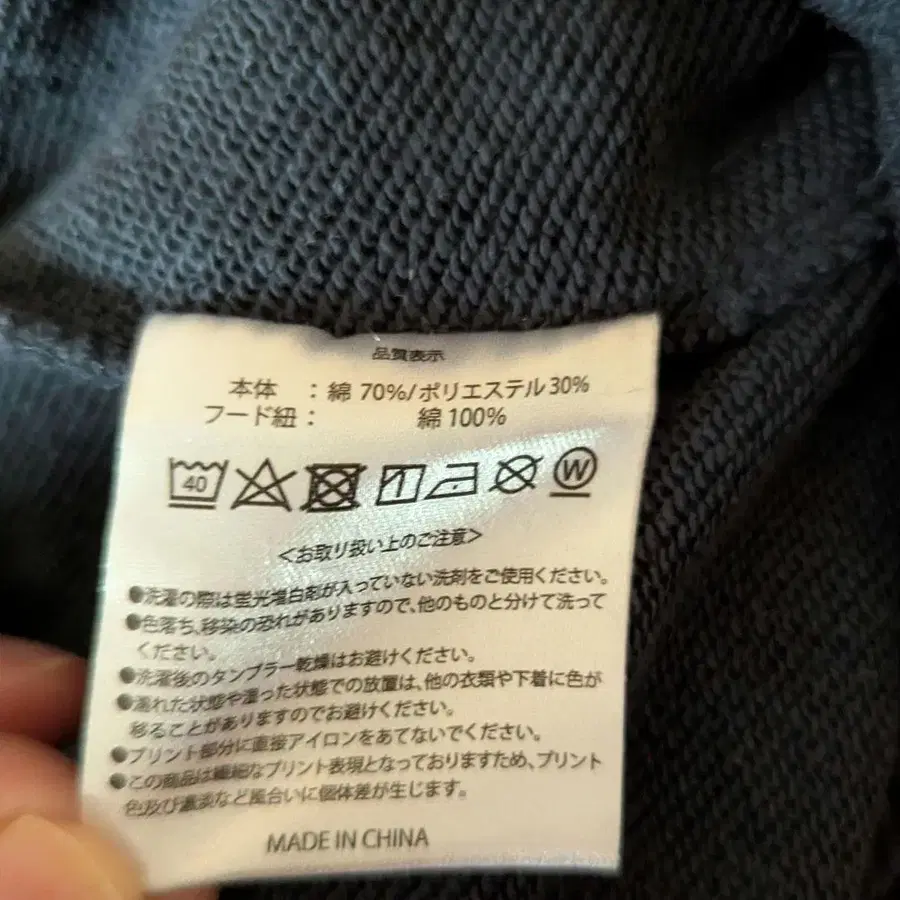 品質表示
本体 : 綿 70%/ポリエステル30%
フード紐 : 綿100%
40 W
<お取り扱い上のご注意>
●洗濯の際は蛍光増白剤が入っていない洗剤をご使用ください。
●色落ち、移染の恐れがありますので、他のものと分けて洗って
ください。
●洗濯後のタンブラー乾燥はお避けください。
●濡れた状態や湿った状態での放置は、他の衣類や下着に色が
移ることがありますのでお避けください。
●プリント部分に直接アイロンをあてないでください。
●この商品は繊細なプリント表現となっておりますため、プリント
色及び濃淡など風合いに個体差が生じます。
MADE IN CHINA